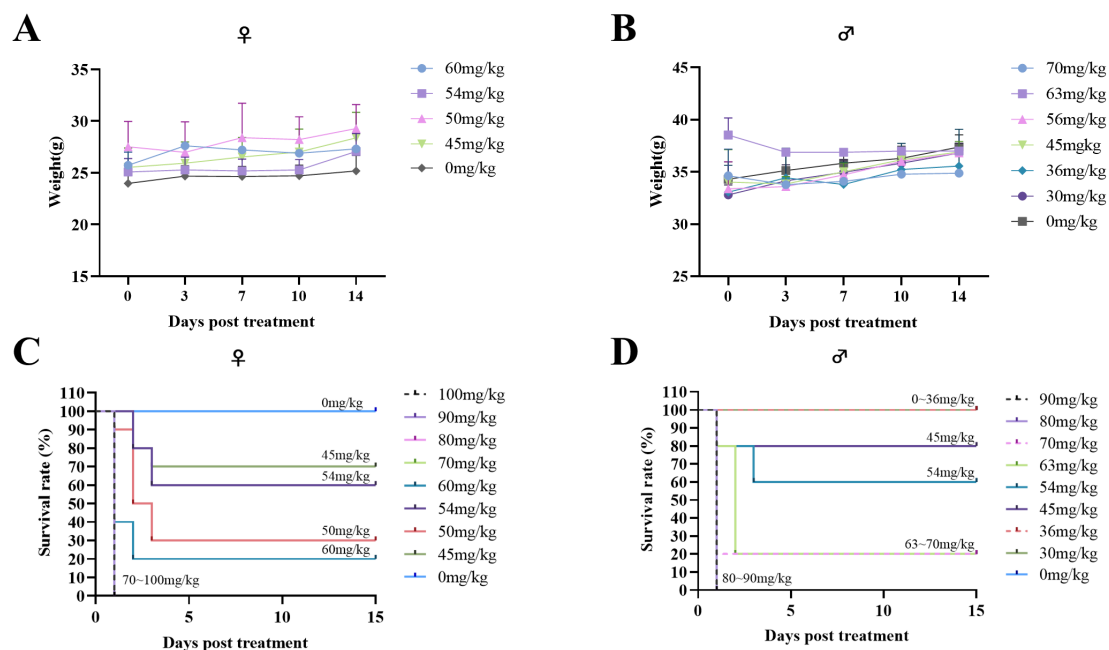 A
♀
35
30
25
20
15
Weight(g)
0 3 7 10 14
Days post treatment
60mg/kg
54mg/kg
50mg/kg
45mg/kg
0mg/kg
B
♂
45
40
35
30
25
Weight(g)
0 3 7 10 14
Days post treatment
70mg/kg
63mg/kg
56mg/kg
45mgkg
36mg/kg
30mg/kg
0mg/kg
C
♀
110
100
90
80
70
60
50
40
30
20
10
0
Survival rate (%)
0mg/kg
45mg/kg
54mg/kg
50mg/kg
60mg/kg
70~100mg/kg
0 5 10 15
Days post treatment
100mg/kg
90mg/kg
80mg/kg
70mg/kg
60mg/kg
54mg/kg
50mg/kg
45mg/kg
0mg/kg
D
♂
110
100
90
80
70
60
50
40
30
20
10
0
Survival rate (%)
0~36mg/kg
45mg/kg
54mg/kg
63~70mg/kg
80~90mg/kg
0 5 10 15
Days post treatment
90mg/kg
80mg/kg
70mg/kg
63mg/kg
54mg/kg
45mg/kg
36mg/kg
30mg/kg
0mg/kg